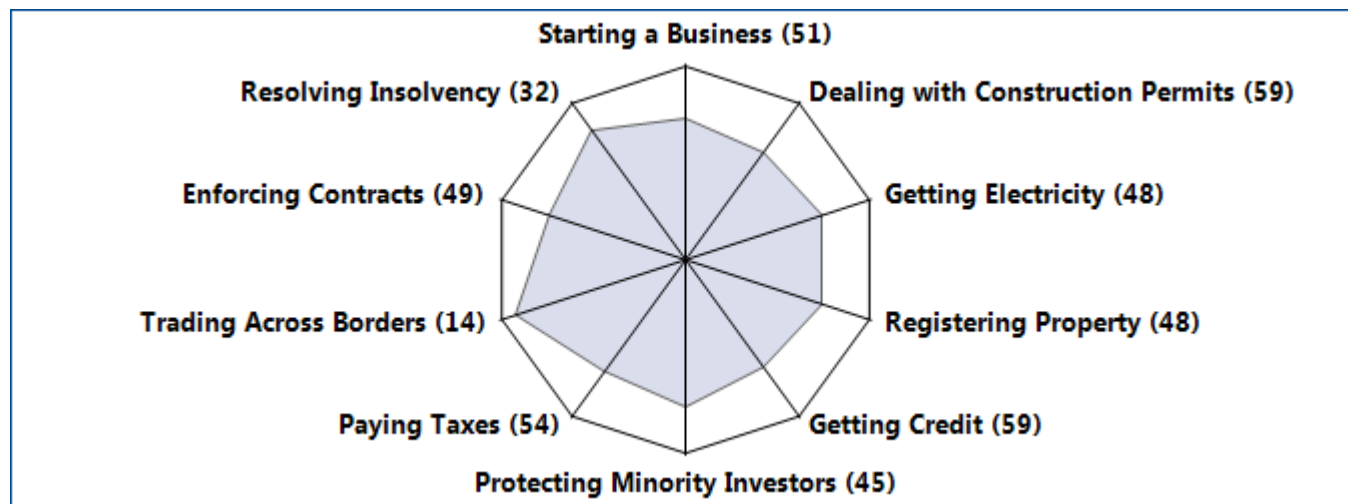 Starting a Business (51)
Resolving Insolvency (32)
Dealing with Construction Permits (59)
Enforcing Contracts (49)
Getting Electricity (48)
Trading Across Borders (14)
Registering Property (48)
Paying Taxes (54)
Getting Credit (59)
Protecting Minority Investors (45)